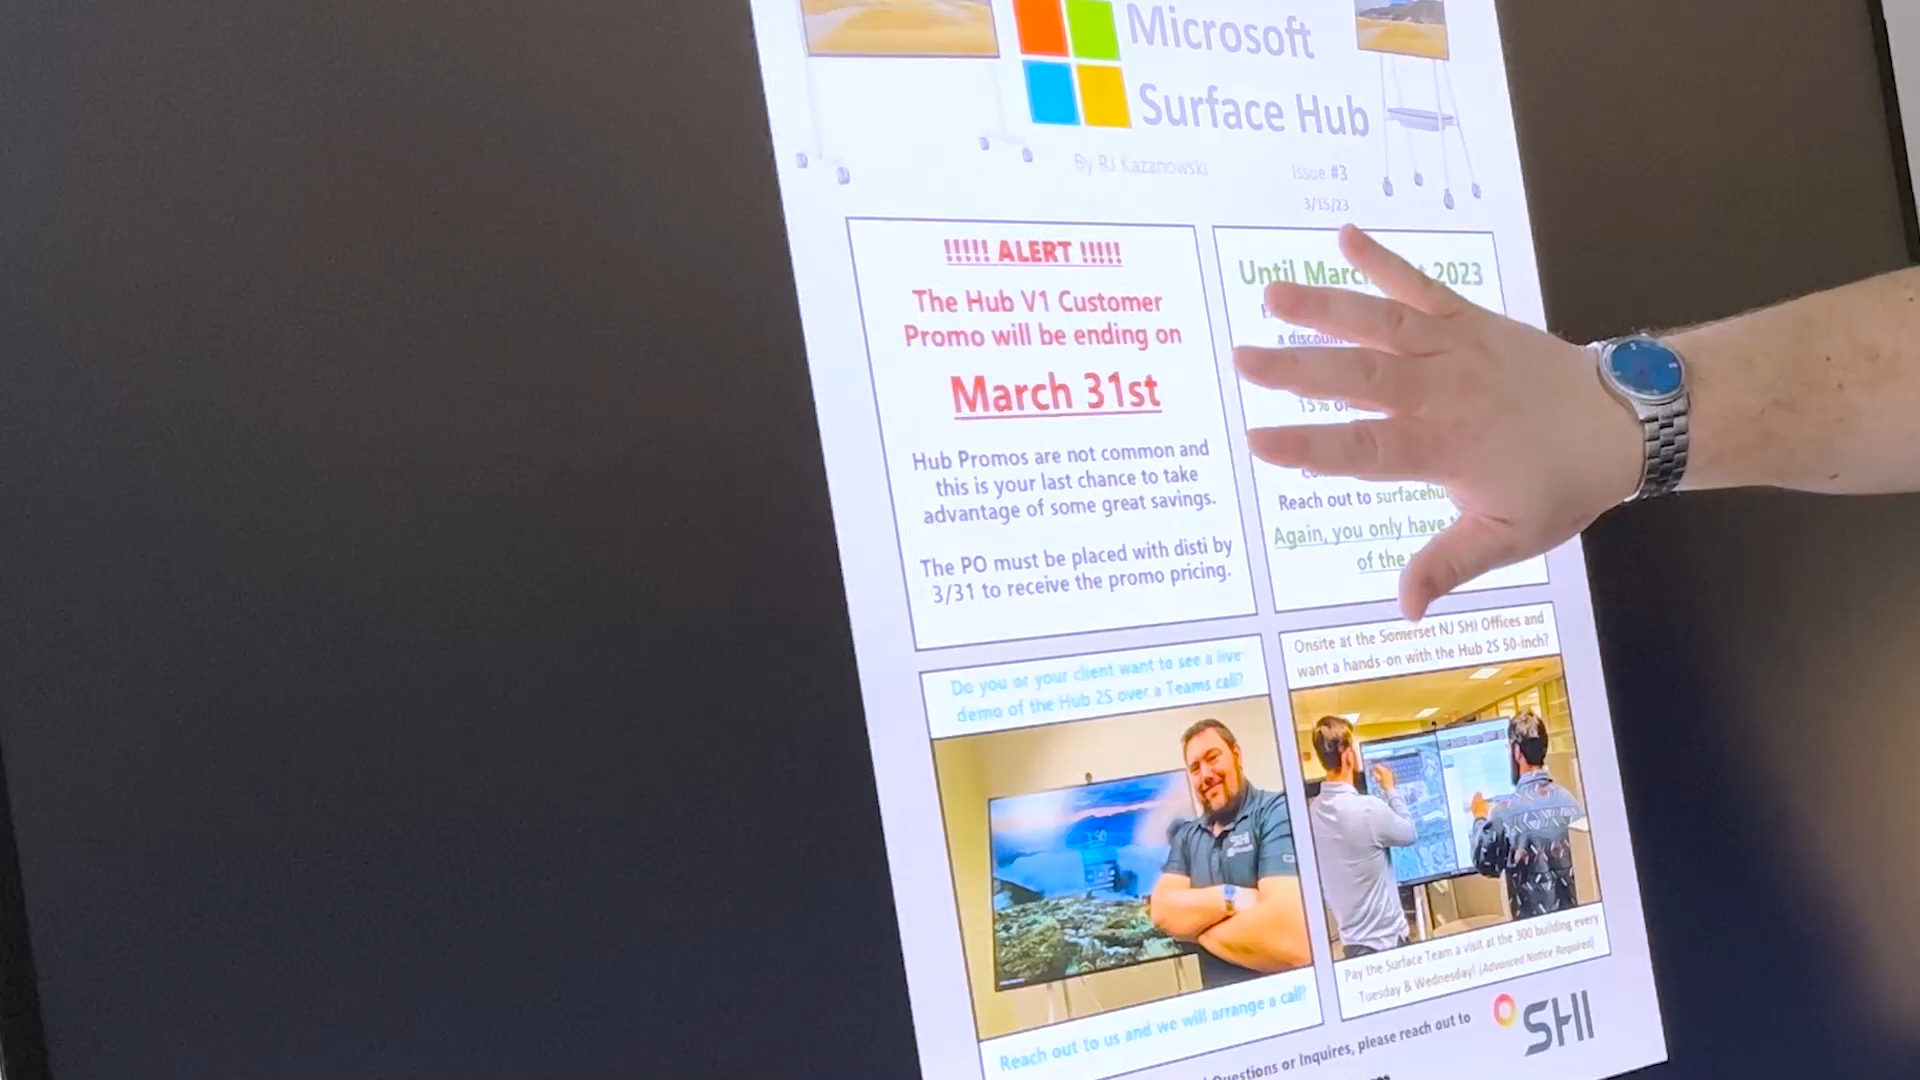 Microsoft
Surface Hub
By RJ Kazanowski
Issue #3
3/15/23
!!!!! ALERT !!!!!
The Hub V1 Customer
Promo will be ending on
March 31st
Hub Promos are not common and
this is your last chance to take
advantage of some great savings.
The PO must be placed with disti by
3/31 to receive the promo pricing.
Until 2023
a
15%
Reach out to
Again, you only have
of the
Do you or your client want to see a live
demo of the Hub 2S over a Teams call?
3:50
SHI
Reach out to us and we will arrange a call!
Onsite at the Somerset NJ SHI Offices and
want a hands-on with the Hub 2S 50-inch?
Pay the Surface Team a visit at the 300 building every
Tuesday & Wednesday! (Advanced Notice Required)
Questions or Inquires, please reach out to
SHI